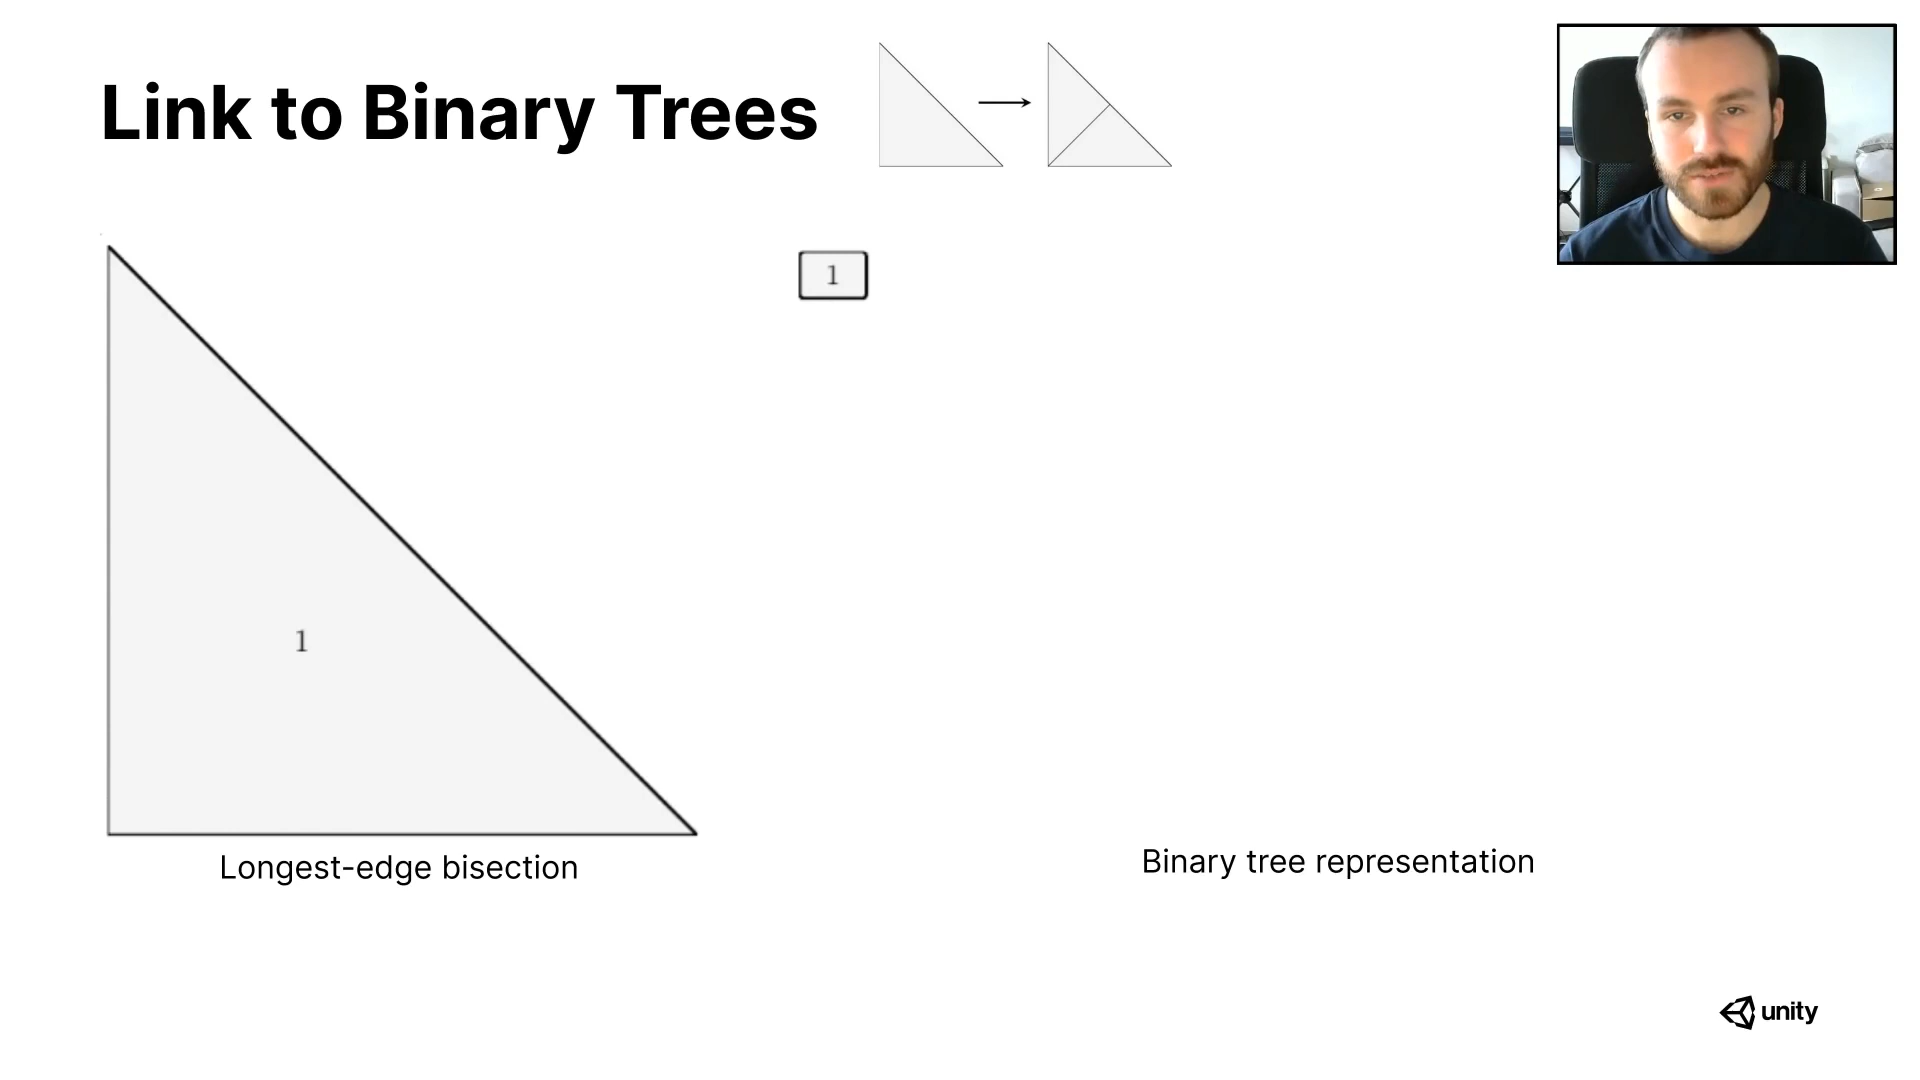 Link to Binary Trees
1
1
Longest-edge bisection
Binary tree representation
unity